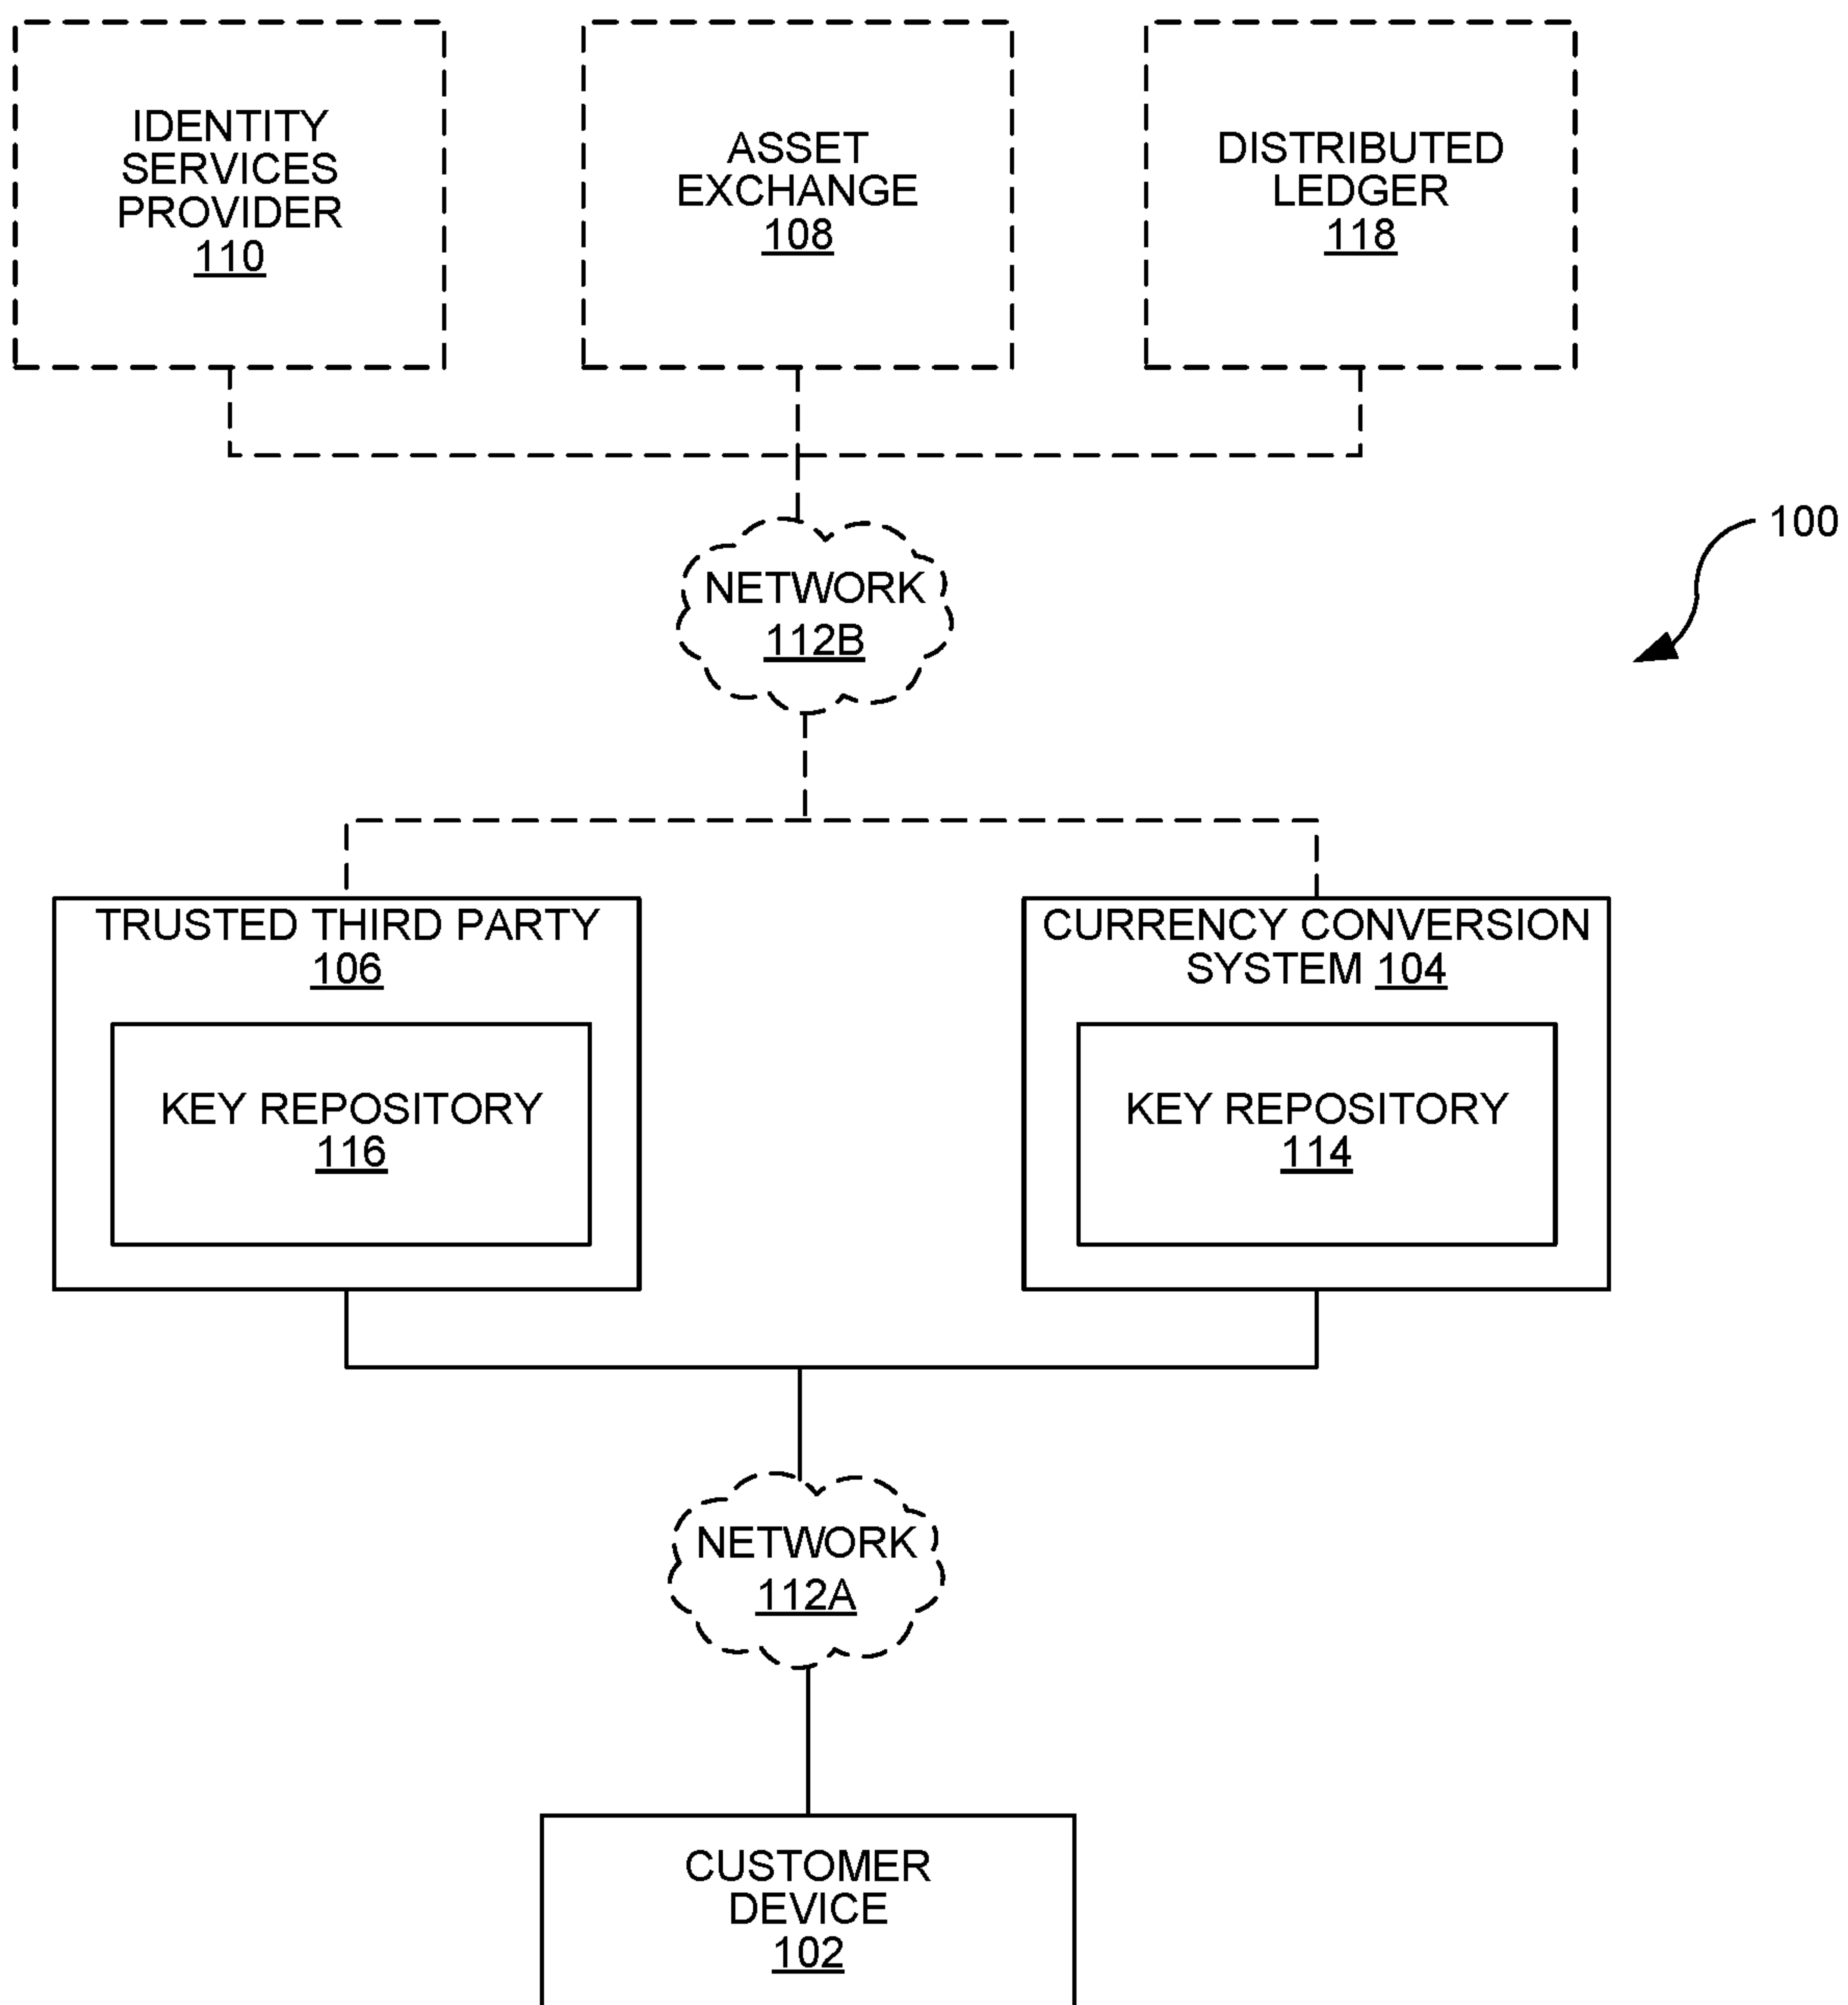 IDENTITY
SERVICES
PROVIDER
110
ASSET
EXCHANGE
108
DISTRIBUTED
LEDGER
118
100
NETWORK
112B
TRUSTED THIRD PARTY
106
KEY REPOSITORY
116
CURRENCY CONVERSION
SYSTEM 104
KEY REPOSITORY
114
NETWORK
112A
CUSTOMER
DEVICE
102